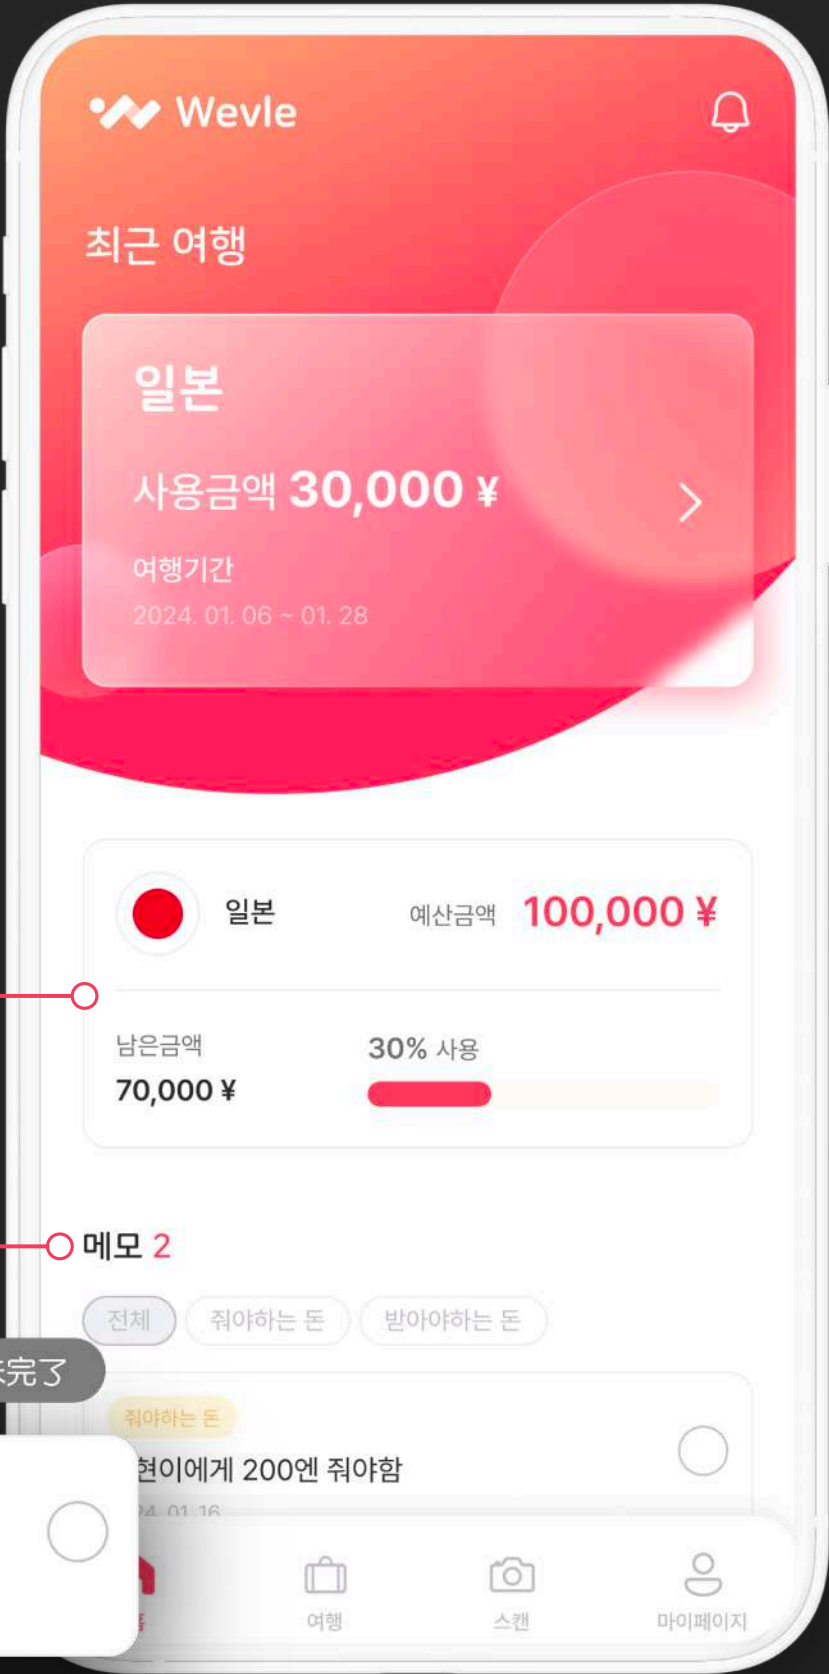 Wevle
최근 여행
일본
사용금액 30,000 ¥
여행기간
2024. 01. 06 ~ 01. 28
일본
예산금액 100,000 ¥
남은금액
30% 사용
70,000 ¥
메모 2
전체
줘야하는 돈
받아야하는 돈
完了
줘야하는 돈
현이에게 200엔 줘야함
24. 01. 16
여행
스캔
마이페이지